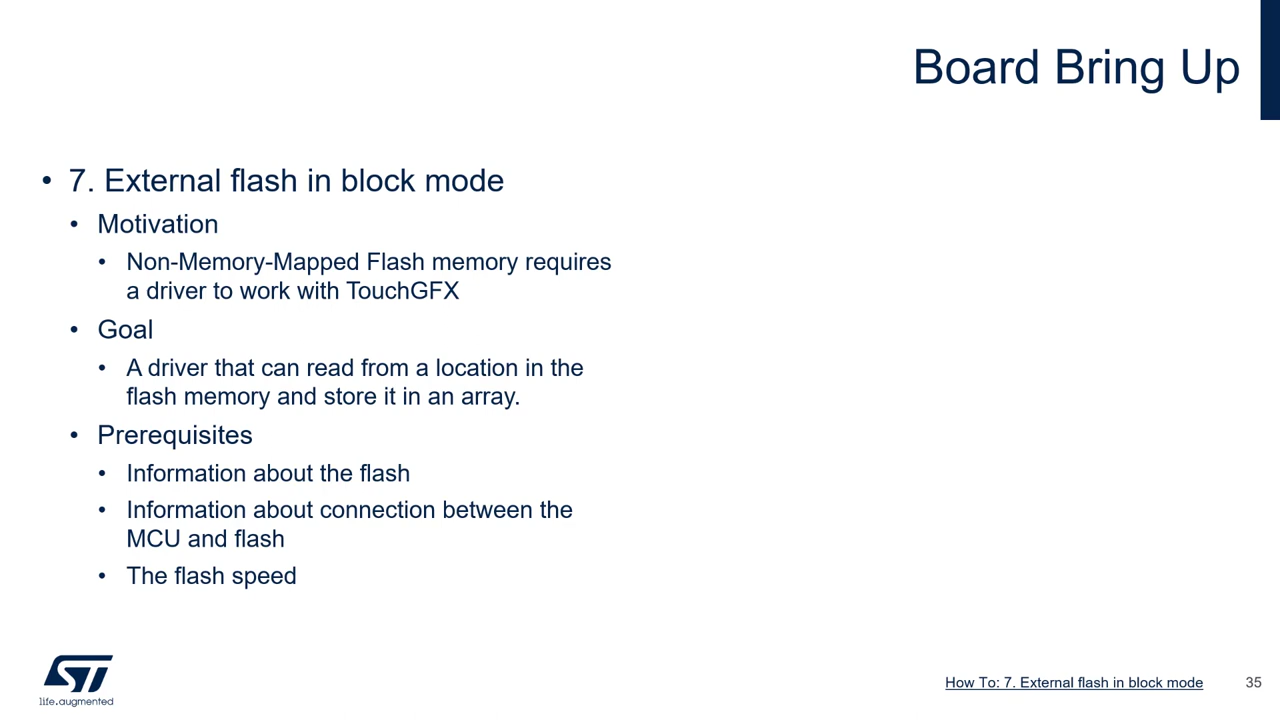 Board Bring Up
• 7. External flash in block mode
• Motivation
• Non-Memory-Mapped Flash memory requires
a driver to work with TouchGFX
• Goal
• A driver that can read from a location in the
flash memory and store it in an array.
• Prerequisites
• Information about the flash
• Information about connection between the
MCU and flash
• The flash speed
ST
life.augmented
How To: 7. External flash in block mode
35